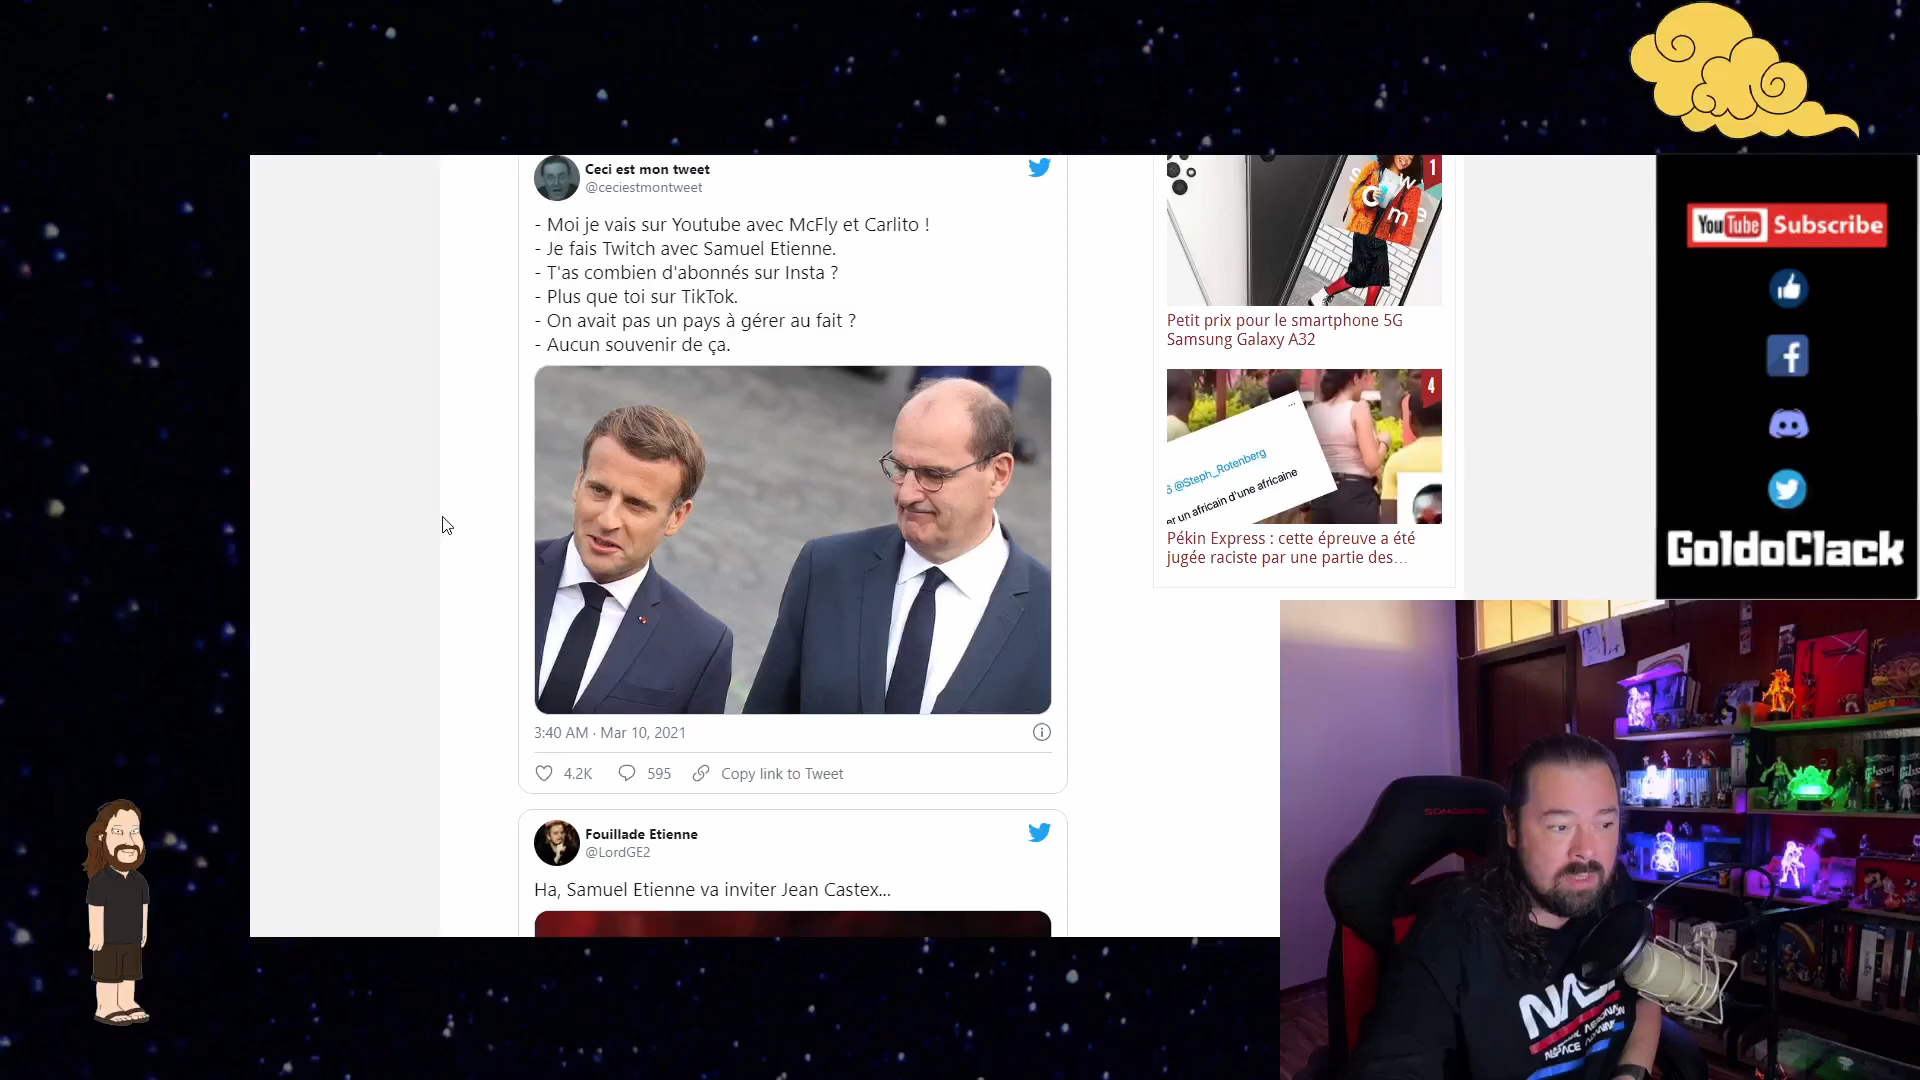 Ceci est mon tweet
@ceciestmontweet
- Moi je vais sur Youtube avec McFly et Carlito !
- Je fais Twitch avec Samuel Etienne.
- T'as combien d'abonnés sur Insta ?
- Plus que toi sur TikTok.
- On avait pas un pays à gérer au fait ?
- Aucun souvenir de ça.
3:40 AM · Mar 10, 2021
4.2K 595 Copy link to Tweet
Fouillade Etienne
@LordGE2
Ha, Samuel Etienne va inviter Jean Castex...
1
Petit prix pour le smartphone 5G
Samsung Galaxy A32
4
@Steph_Rotenberg
er un africain d'une africaine
Pékin Express : cette épreuve a été
jugée raciste par une partie des…
YouTube Subscribe
GoldoClack